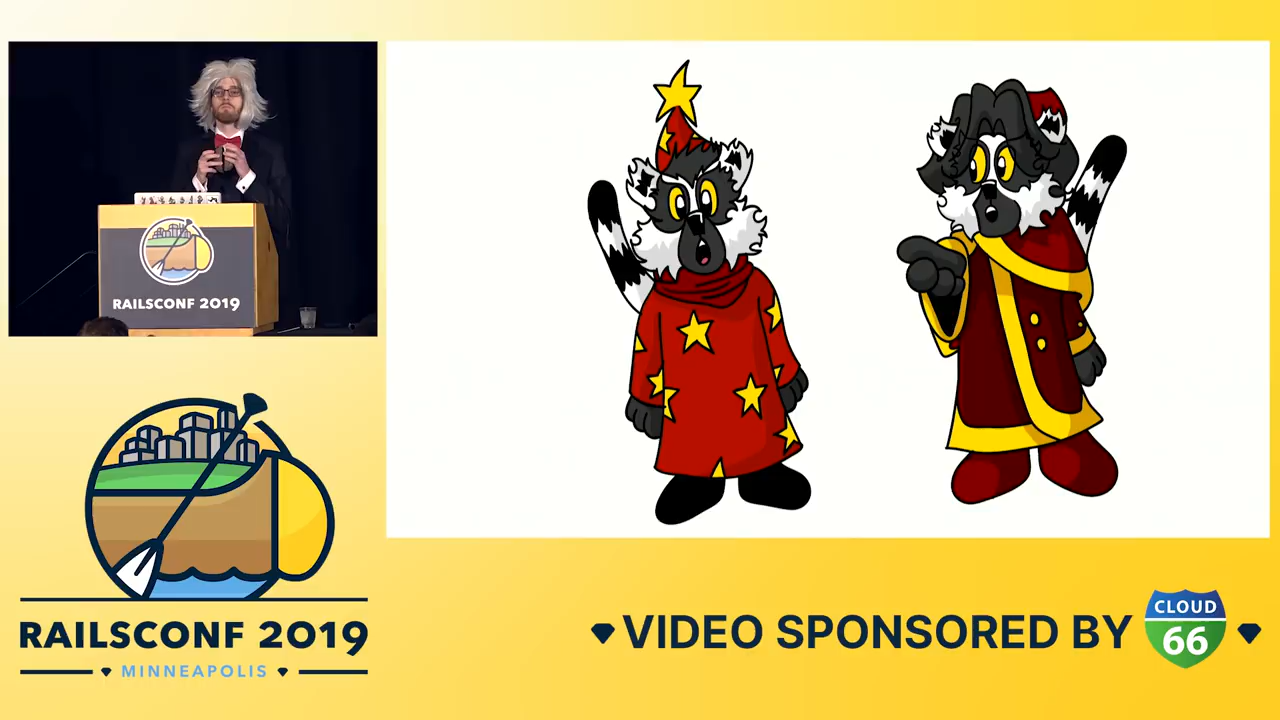 RAILSCONF 2019
RAILSCONF 2019
MINNEAPOLIS
VIDEO SPONSORED BY
CLOUD
66